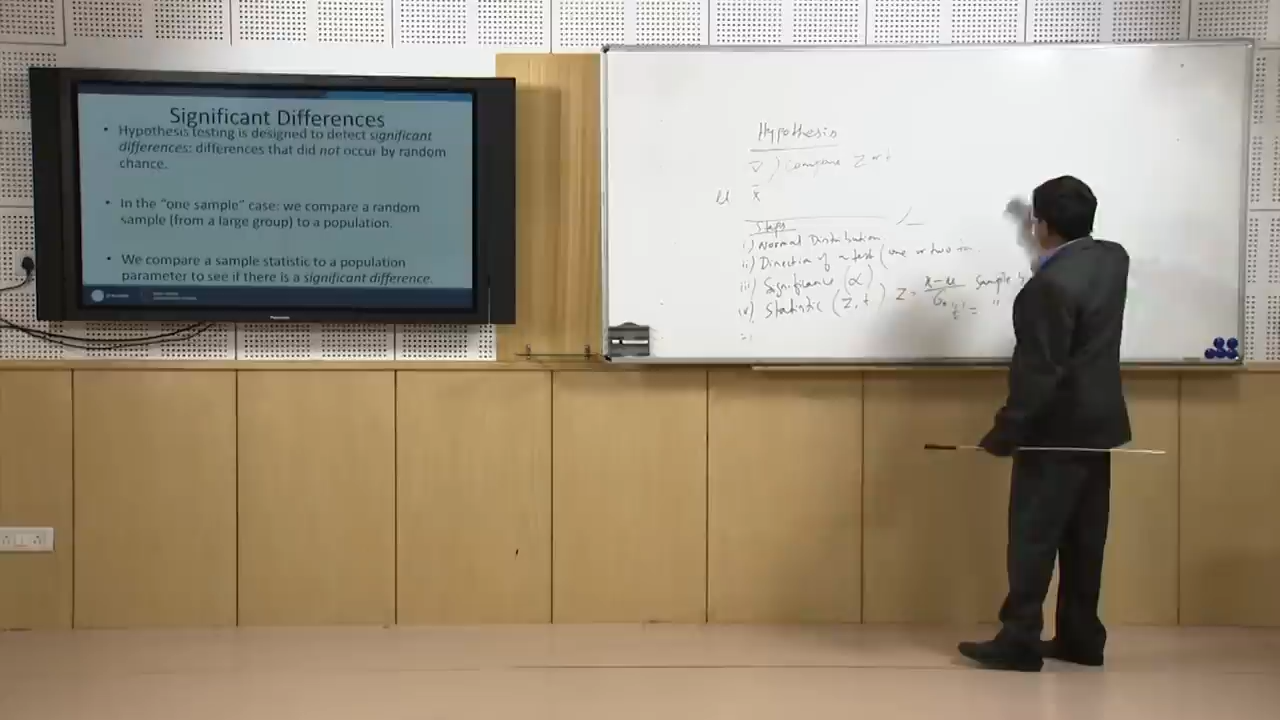 Significant Differences
• Hypothesis testing is designed to detect significant
differences: differences that did not occur by random
chance.
• In the “one sample” case: we compare a random
sample (from a large group) to a population.
• We compare a sample statistic to a population
parameter to see if there is a significant difference.
Hypothesis
v) Compare Z or t
μ x̄
Steps
i) Normal Distribution
ii) Direction of a test (one or two
iii) Significance (α)
iv) Statistic (Z, t) Z = x-μ Sample